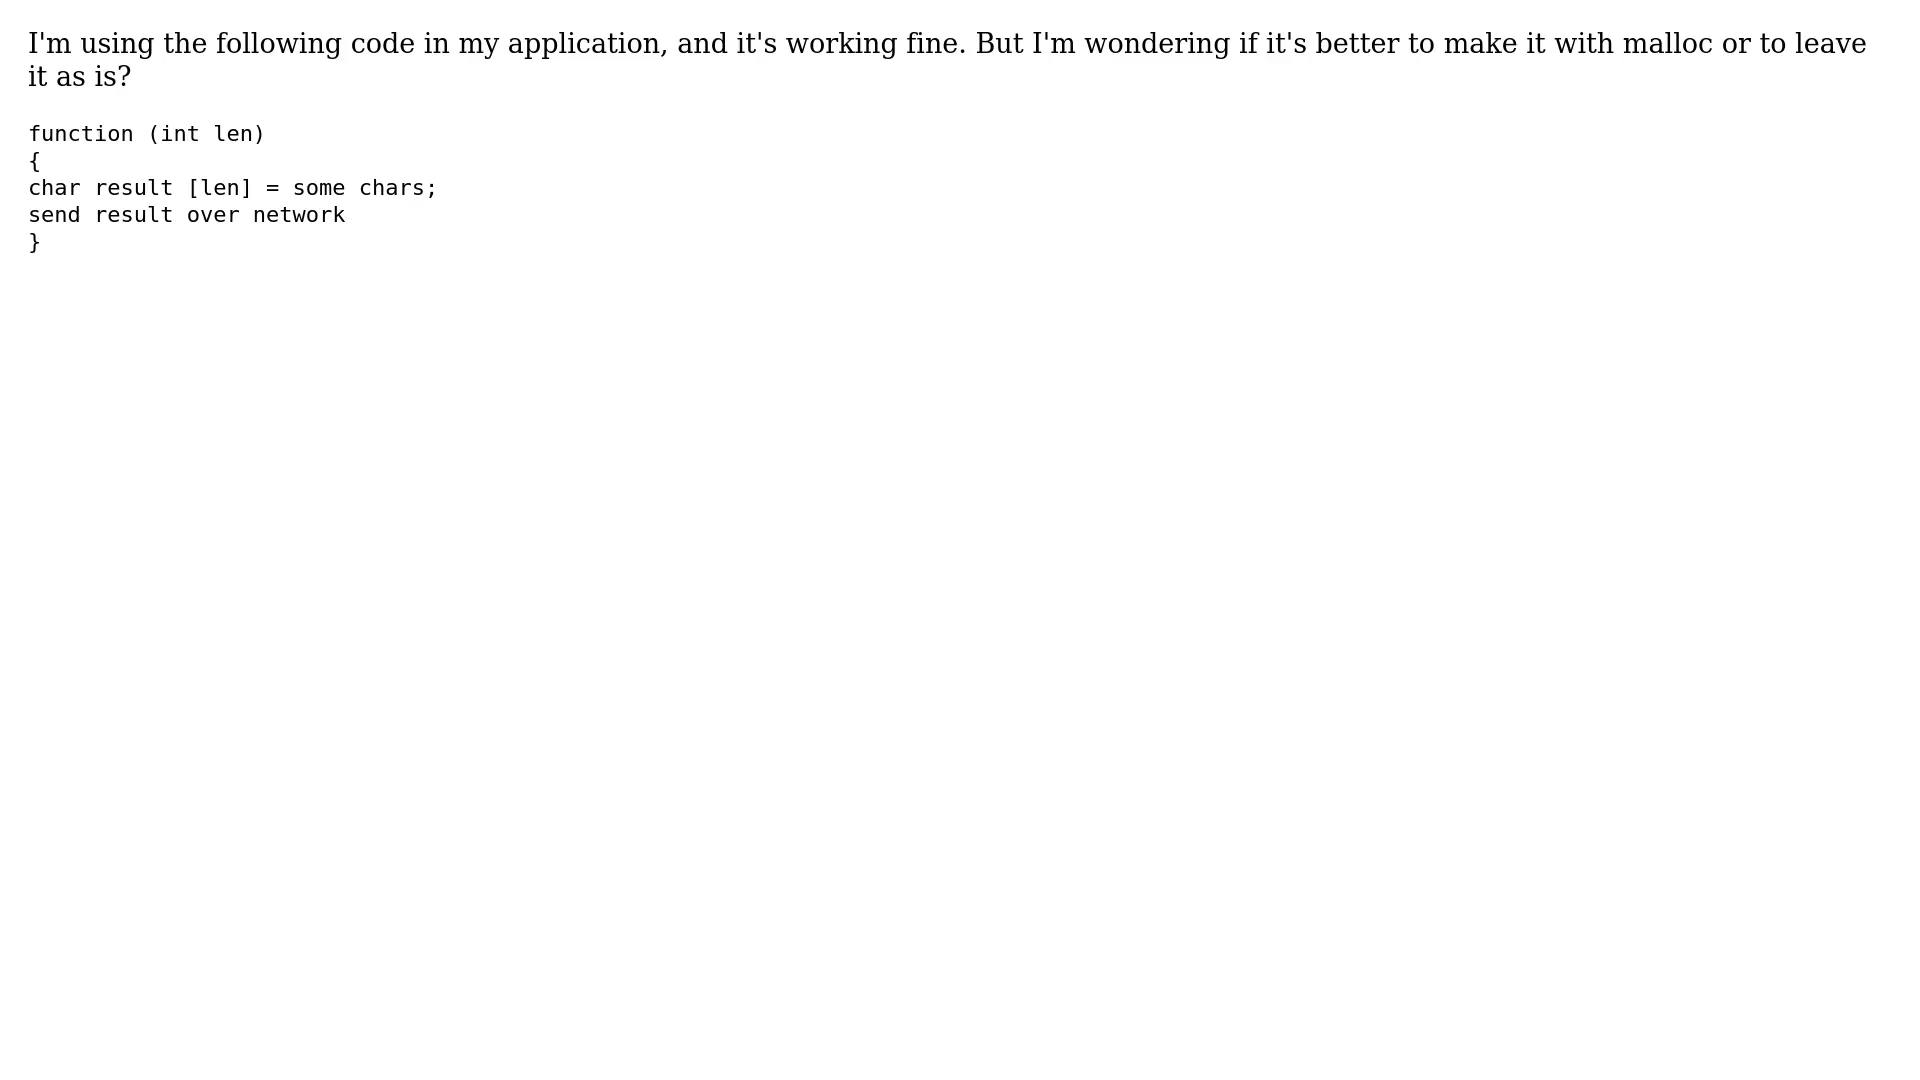 I'm using the following code in my application, and it's working fine. But I'm wondering if it's better to make it with malloc or to leave
it as is?
function (int len)
{
char result [len] = some chars;
send result over network
}